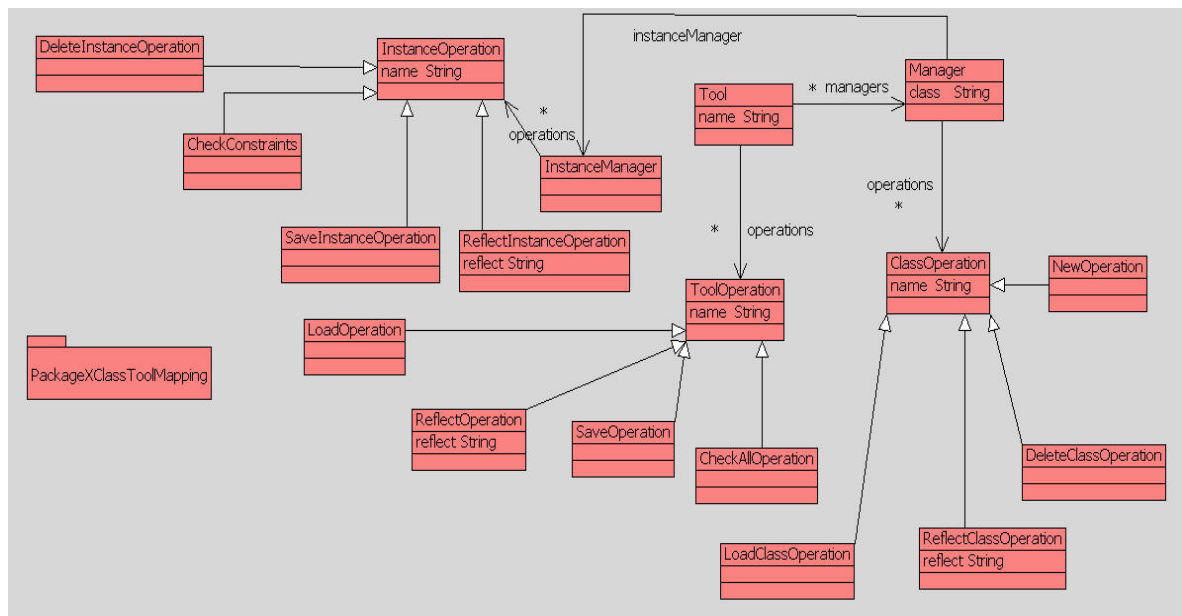 DeleteInstanceOperation
InstanceOperation
name String
instanceManager
Manager
class String
Tool
name String
* managers
*
operations
CheckConstraints
InstanceManager
operations
*
SaveInstanceOperation
ReflectInstanceOperation
reflect String
* operations
ClassOperation
name String
NewOperation
ToolOperation
name String
LoadOperation
PackageXClassToolMapping
ReflectOperation
reflect String
SaveOperation
CheckAllOperation
DeleteClassOperation
LoadClassOperation
ReflectClassOperation
reflect String